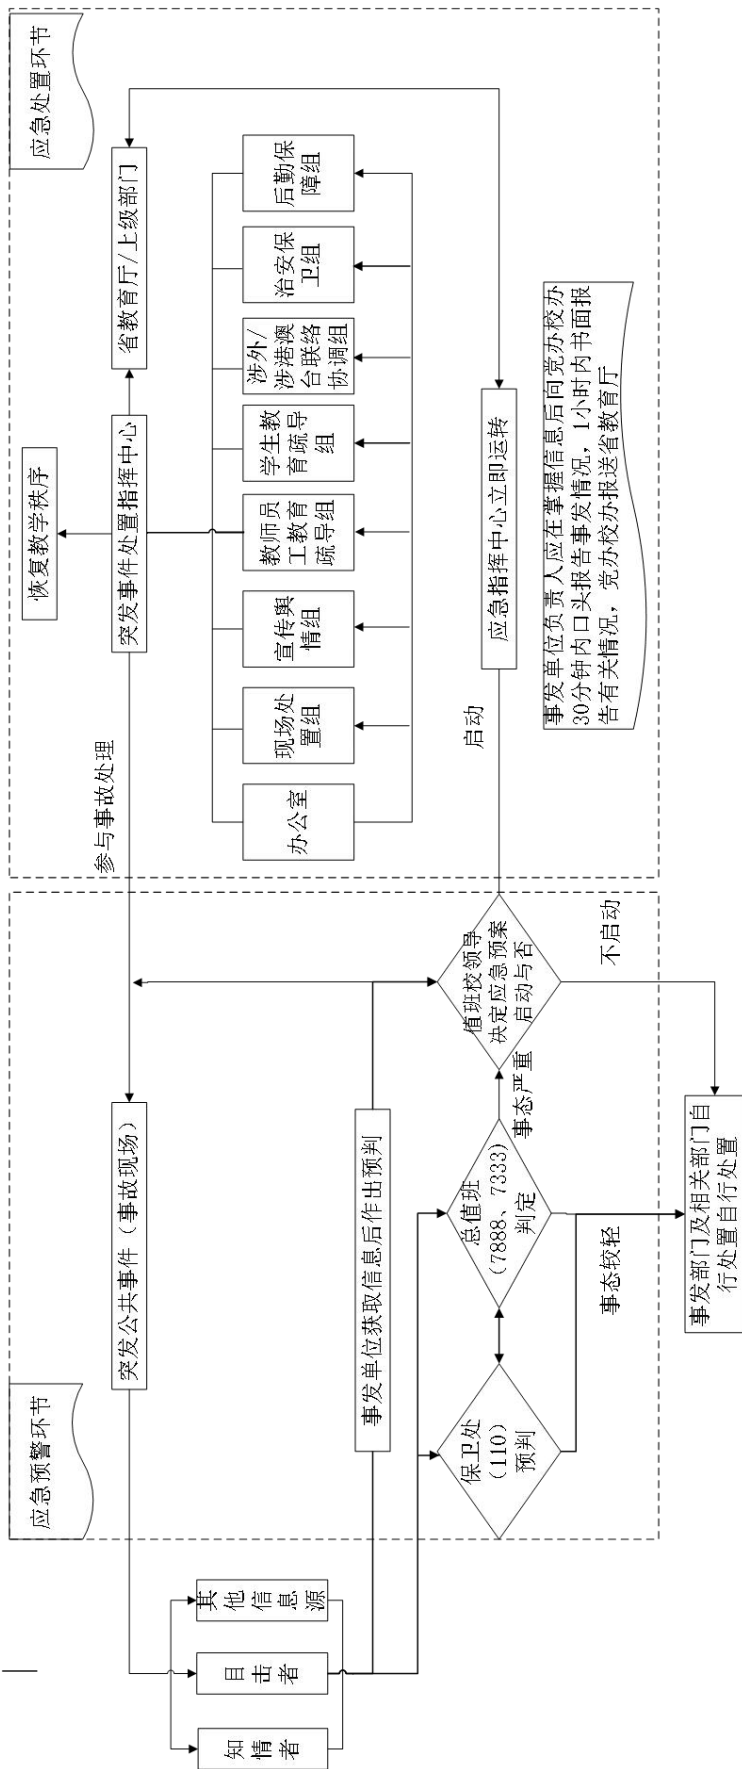 应急预警环节
应急处置环节
恢复教学秩序
突发公共事件（事故现场）
参与事故处理
突发事件处置指挥中心
省教育厅/上级部门
知情者
目击者
其他信息源
办公室
现场处
置组
宣传舆
情组
教师员
工教育
疏导组
学生教
育疏导
组
涉外/
涉港澳
台联络
协调组
治安保
卫组
后勤保
障组
事发单位获取信息后作出预判
保卫处
（110）
预判
总值班
（7888、7333）
判定
事态严重
值班校领导
决定应急预案
启动与否
启动
应急指挥中心立即运转
事态较轻
不启动
事发单位负责人应在掌握信息后向党办校办
30分钟内口头报告事发情况，1小时内书面报
告有关情况，党办校办报送省教育厅
事发部门及相关部门自
行处置自行处置